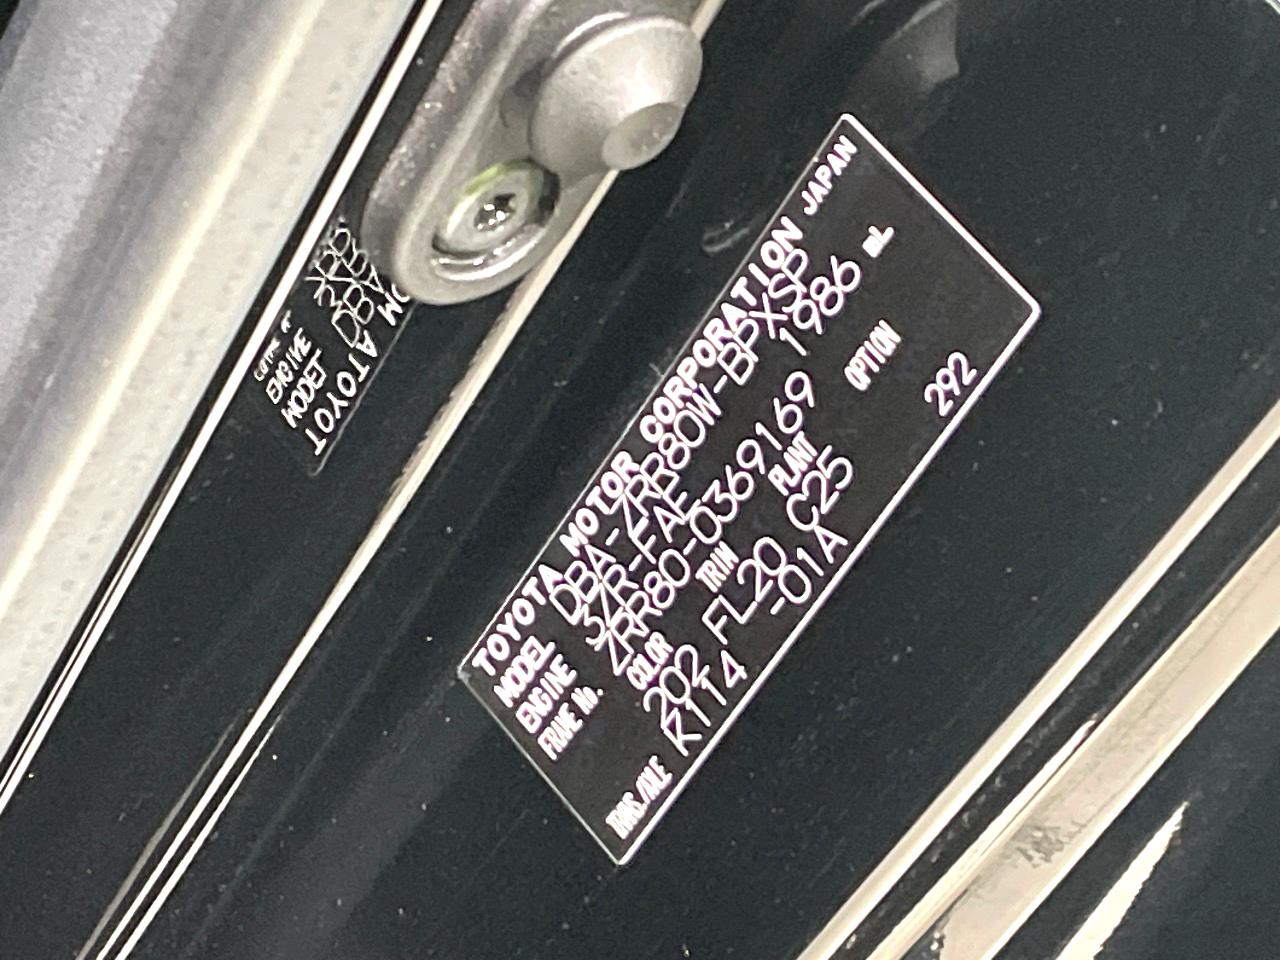 TOYOTA MOTOR CORPORATION JAPAN
MODEL DBA-ZRR80W-BPXSP
ENGINE 3ZR-FAE 1986 mL
FRAME No. ZRR80-0369169
COLOR TRIM PLANT OPTION
202 FL20 C25 292
TRANS./AXLE K114 -01A